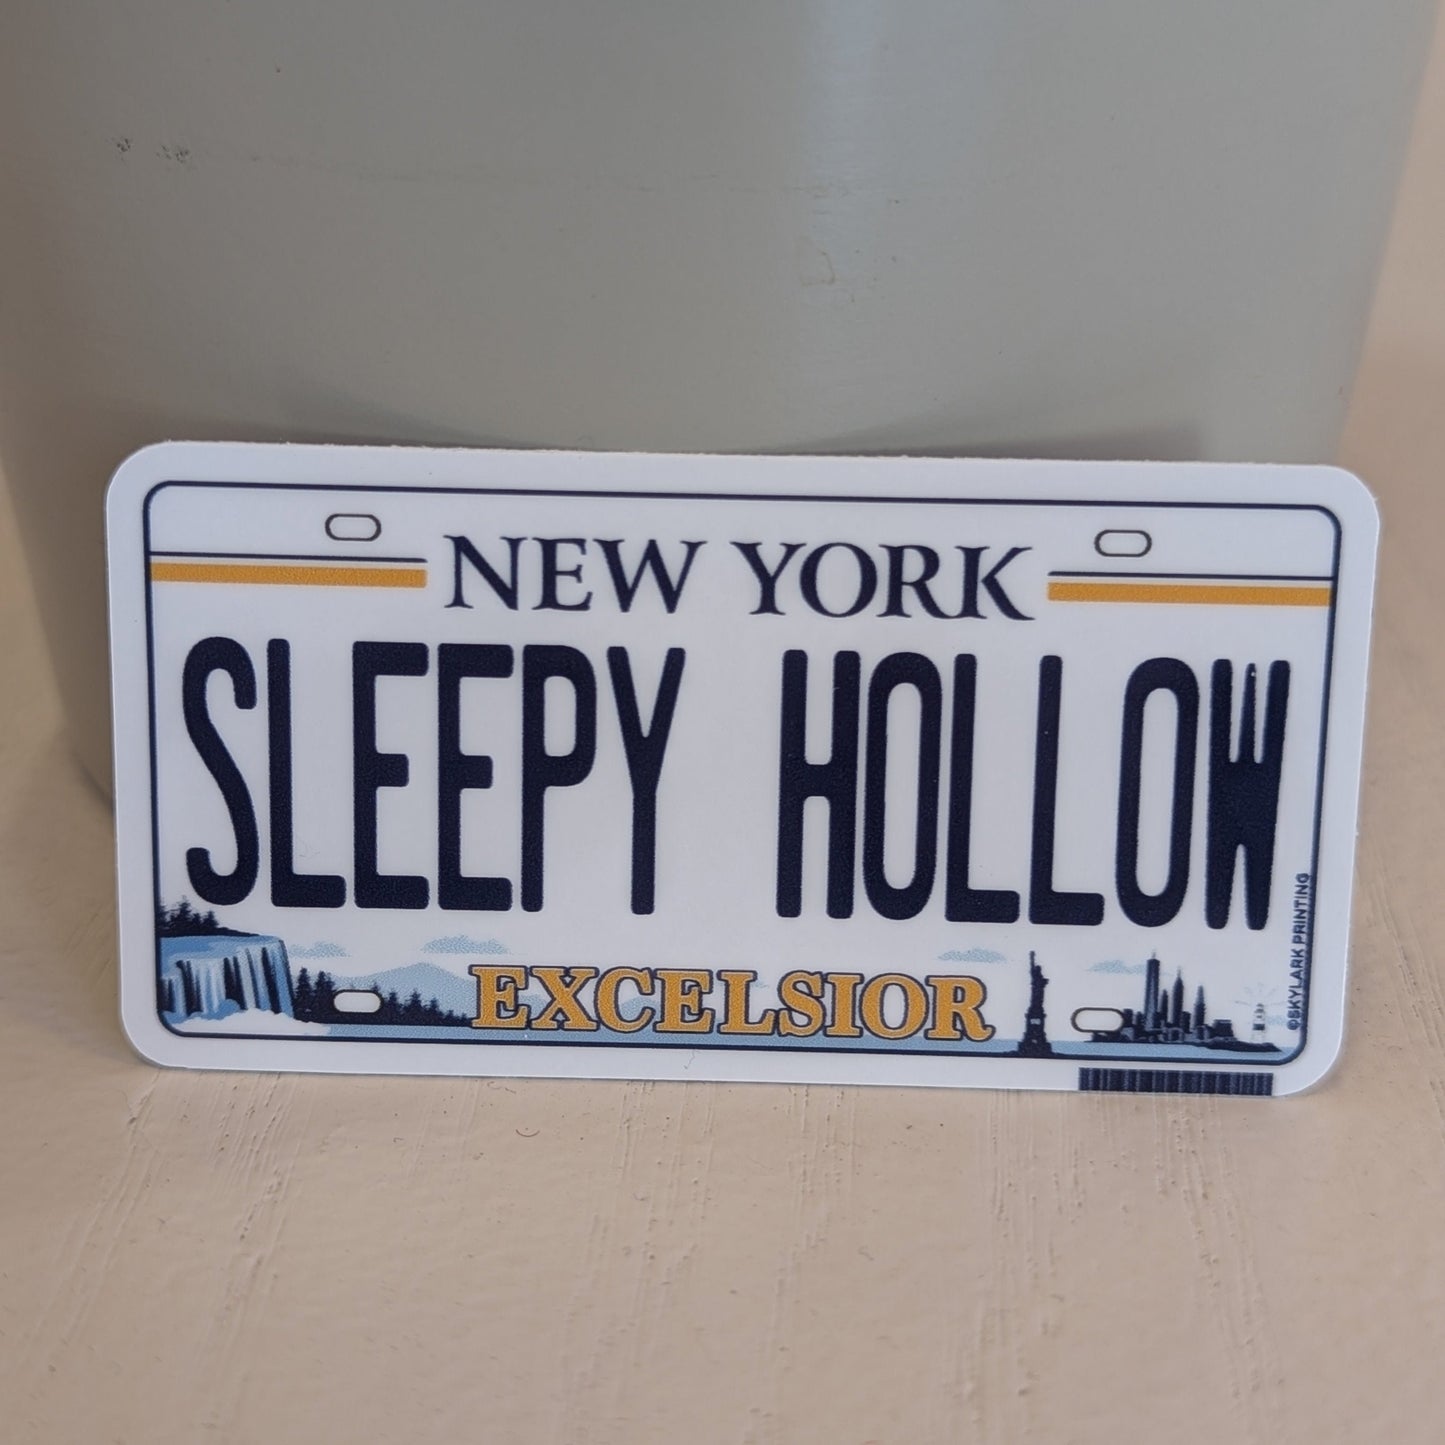 NEW YORK
SLEEPY HOLLOW
EXCELSIOR
©SKYLARK PRINTING